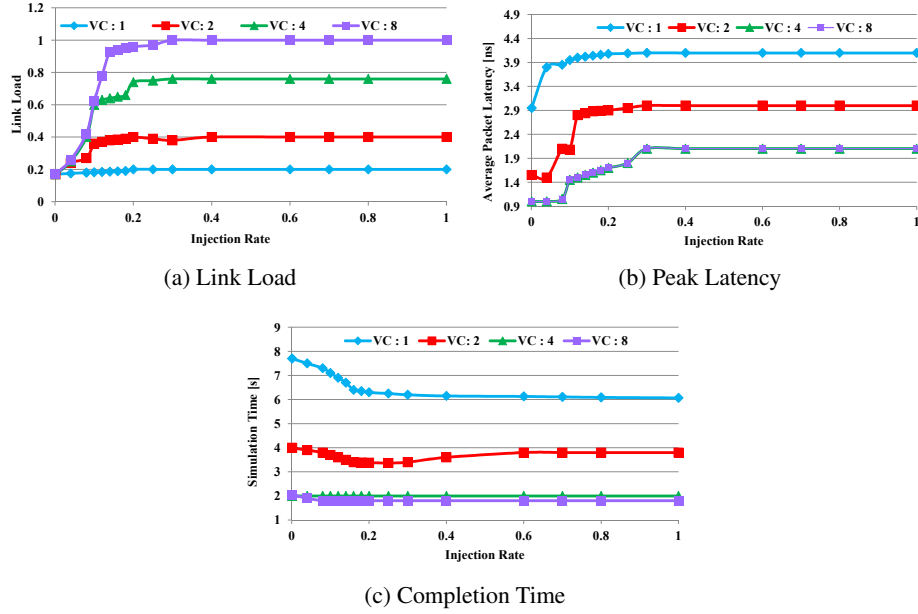 VC : 1 VC: 2 VC : 4 VC : 8
1.2
1
0.8
0.6
0.4
0.2
0
Link Load
0 0.2 0.4 0.6 0.8 1
Injection Rate
(a) Link Load
VC : 1 VC : 2 VC : 4 VC : 8
4.9
4.4
3.9
3.4
2.9
2.4
1.9
1.4
0.9
Average Packet Latency [ns]
0 0.2 0.4 0.6 0.8 1
Injection Rate
(b) Peak Latency
VC : 1 VC: 2 VC : 4 VC : 8
9
8
7
6
5
4
3
2
1
Simulation Time [s]
0 0.2 0.4 0.6 0.8 1
Injection Rate
(c) Completion Time